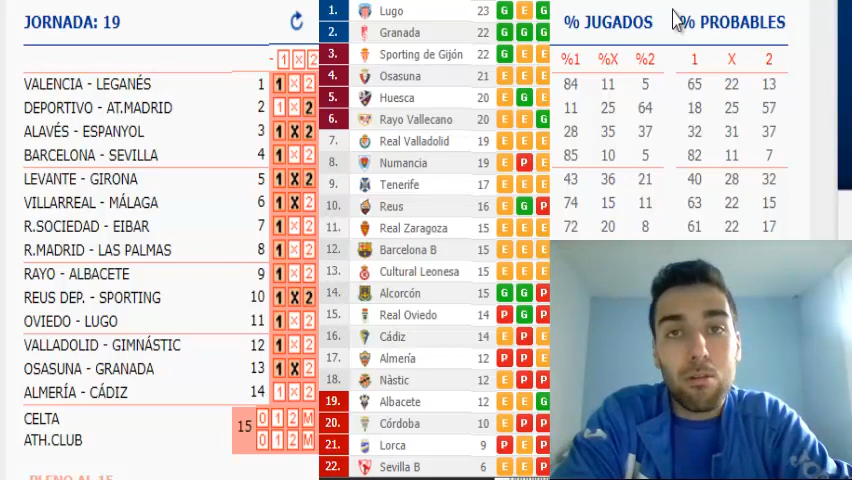 JORNADA: 19
- 1 X 2
VALENCIA - LEGANÉS 1 1 X 2
DEPORTIVO - AT.MADRID 2 1 X 2
ALAVÉS - ESPANYOL 3 1 X 2
BARCELONA - SEVILLA 4 1 X 2
LEVANTE - GIRONA 5 1 X 2
VILLARREAL - MÁLAGA 6 1 X 2
R.SOCIEDAD - EIBAR 7 1 X 2
R.MADRID - LAS PALMAS 8 1 X 2
RAYO - ALBACETE 9 1 X 2
REUS DEP. - SPORTING 10 1 X 2
OVIEDO - LUGO 11 1 X 2
VALLADOLID - GIMNÁSTIC 12 1 X 2
OSASUNA - GRANADA 13 1 X 2
ALMERÍA - CÁDIZ 14 1 X 2
CELTA 0 1 2 M
15
ATH.CLUB 0 1 2 M
PLENO AL 15
1. Lugo 23 G E G
2. Granada 22 G G G
3. Sporting de Gijón 22 G E E
4. Osasuna 21 E E E
5. Huesca 20 E G E
6. Rayo Vallecano 20 E E G
7. Real Valladolid 19 E E E
8. Numancia 19 E P E
9. Tenerife 17 E E E
10. Reus 16 E G P
11. Real Zaragoza 15 E E E
12. Barcelona B 15 E E E
13. Cultural Leonesa 15 E E E
14. Alcorcón 15 G G P
15. Real Oviedo 14 P G P
16. Cádiz 14 E P E
17. Almería 12 P P E
18. Nàstic 12 E P P
19. Albacete 12 E E G
20. Córdoba 10 E P P
21. Lorca 9 P E P
22. Sevilla B 6 E E P
% JUGADOS % PROBABLES
%1 %X %2 1 X 2
84 11 5 65 22 13
11 25 64 18 25 57
28 35 37 32 31 37
85 10 5 82 11 7
43 36 21 40 28 32
74 15 11 63 22 15
72 20 8 61 22 17